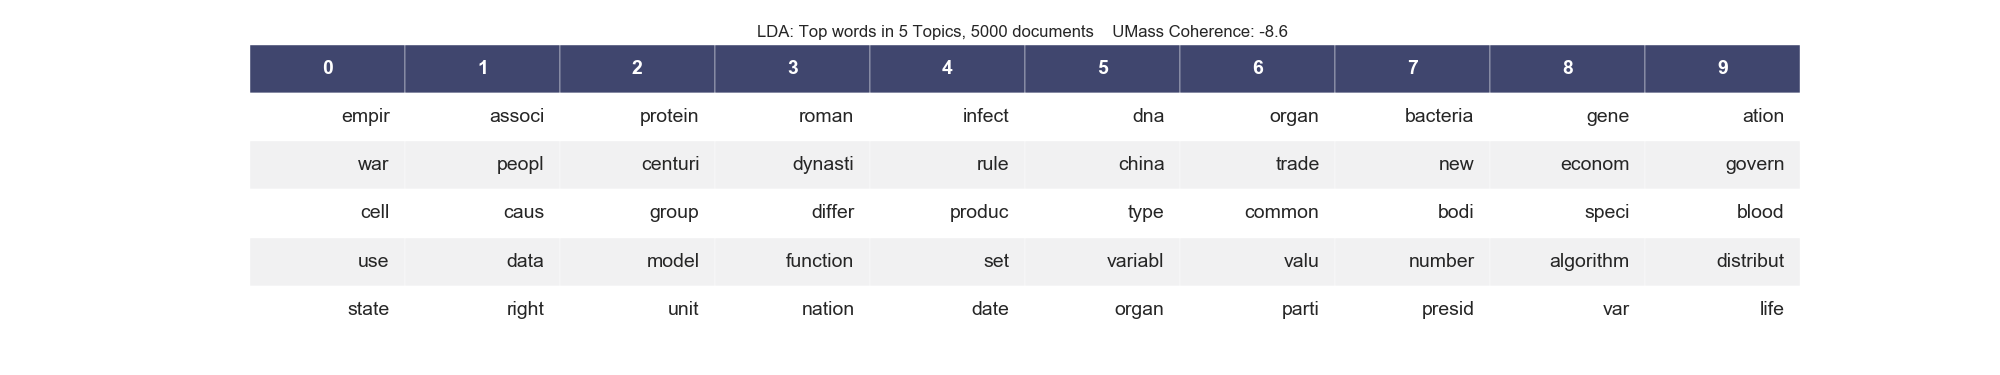 LDA: Top words in 5 Topics, 5000 documents    UMass Coherence: -8.6
0 1 2 3 4 5 6 7 8 9
empir associ protein roman infect dna organ bacteria gene ation
war peopl centuri dynasti rule china trade new econom govern
cell caus group differ produc type common bodi speci blood
use data model function set variabl valu number algorithm distribut
state right unit nation date organ parti presid var life